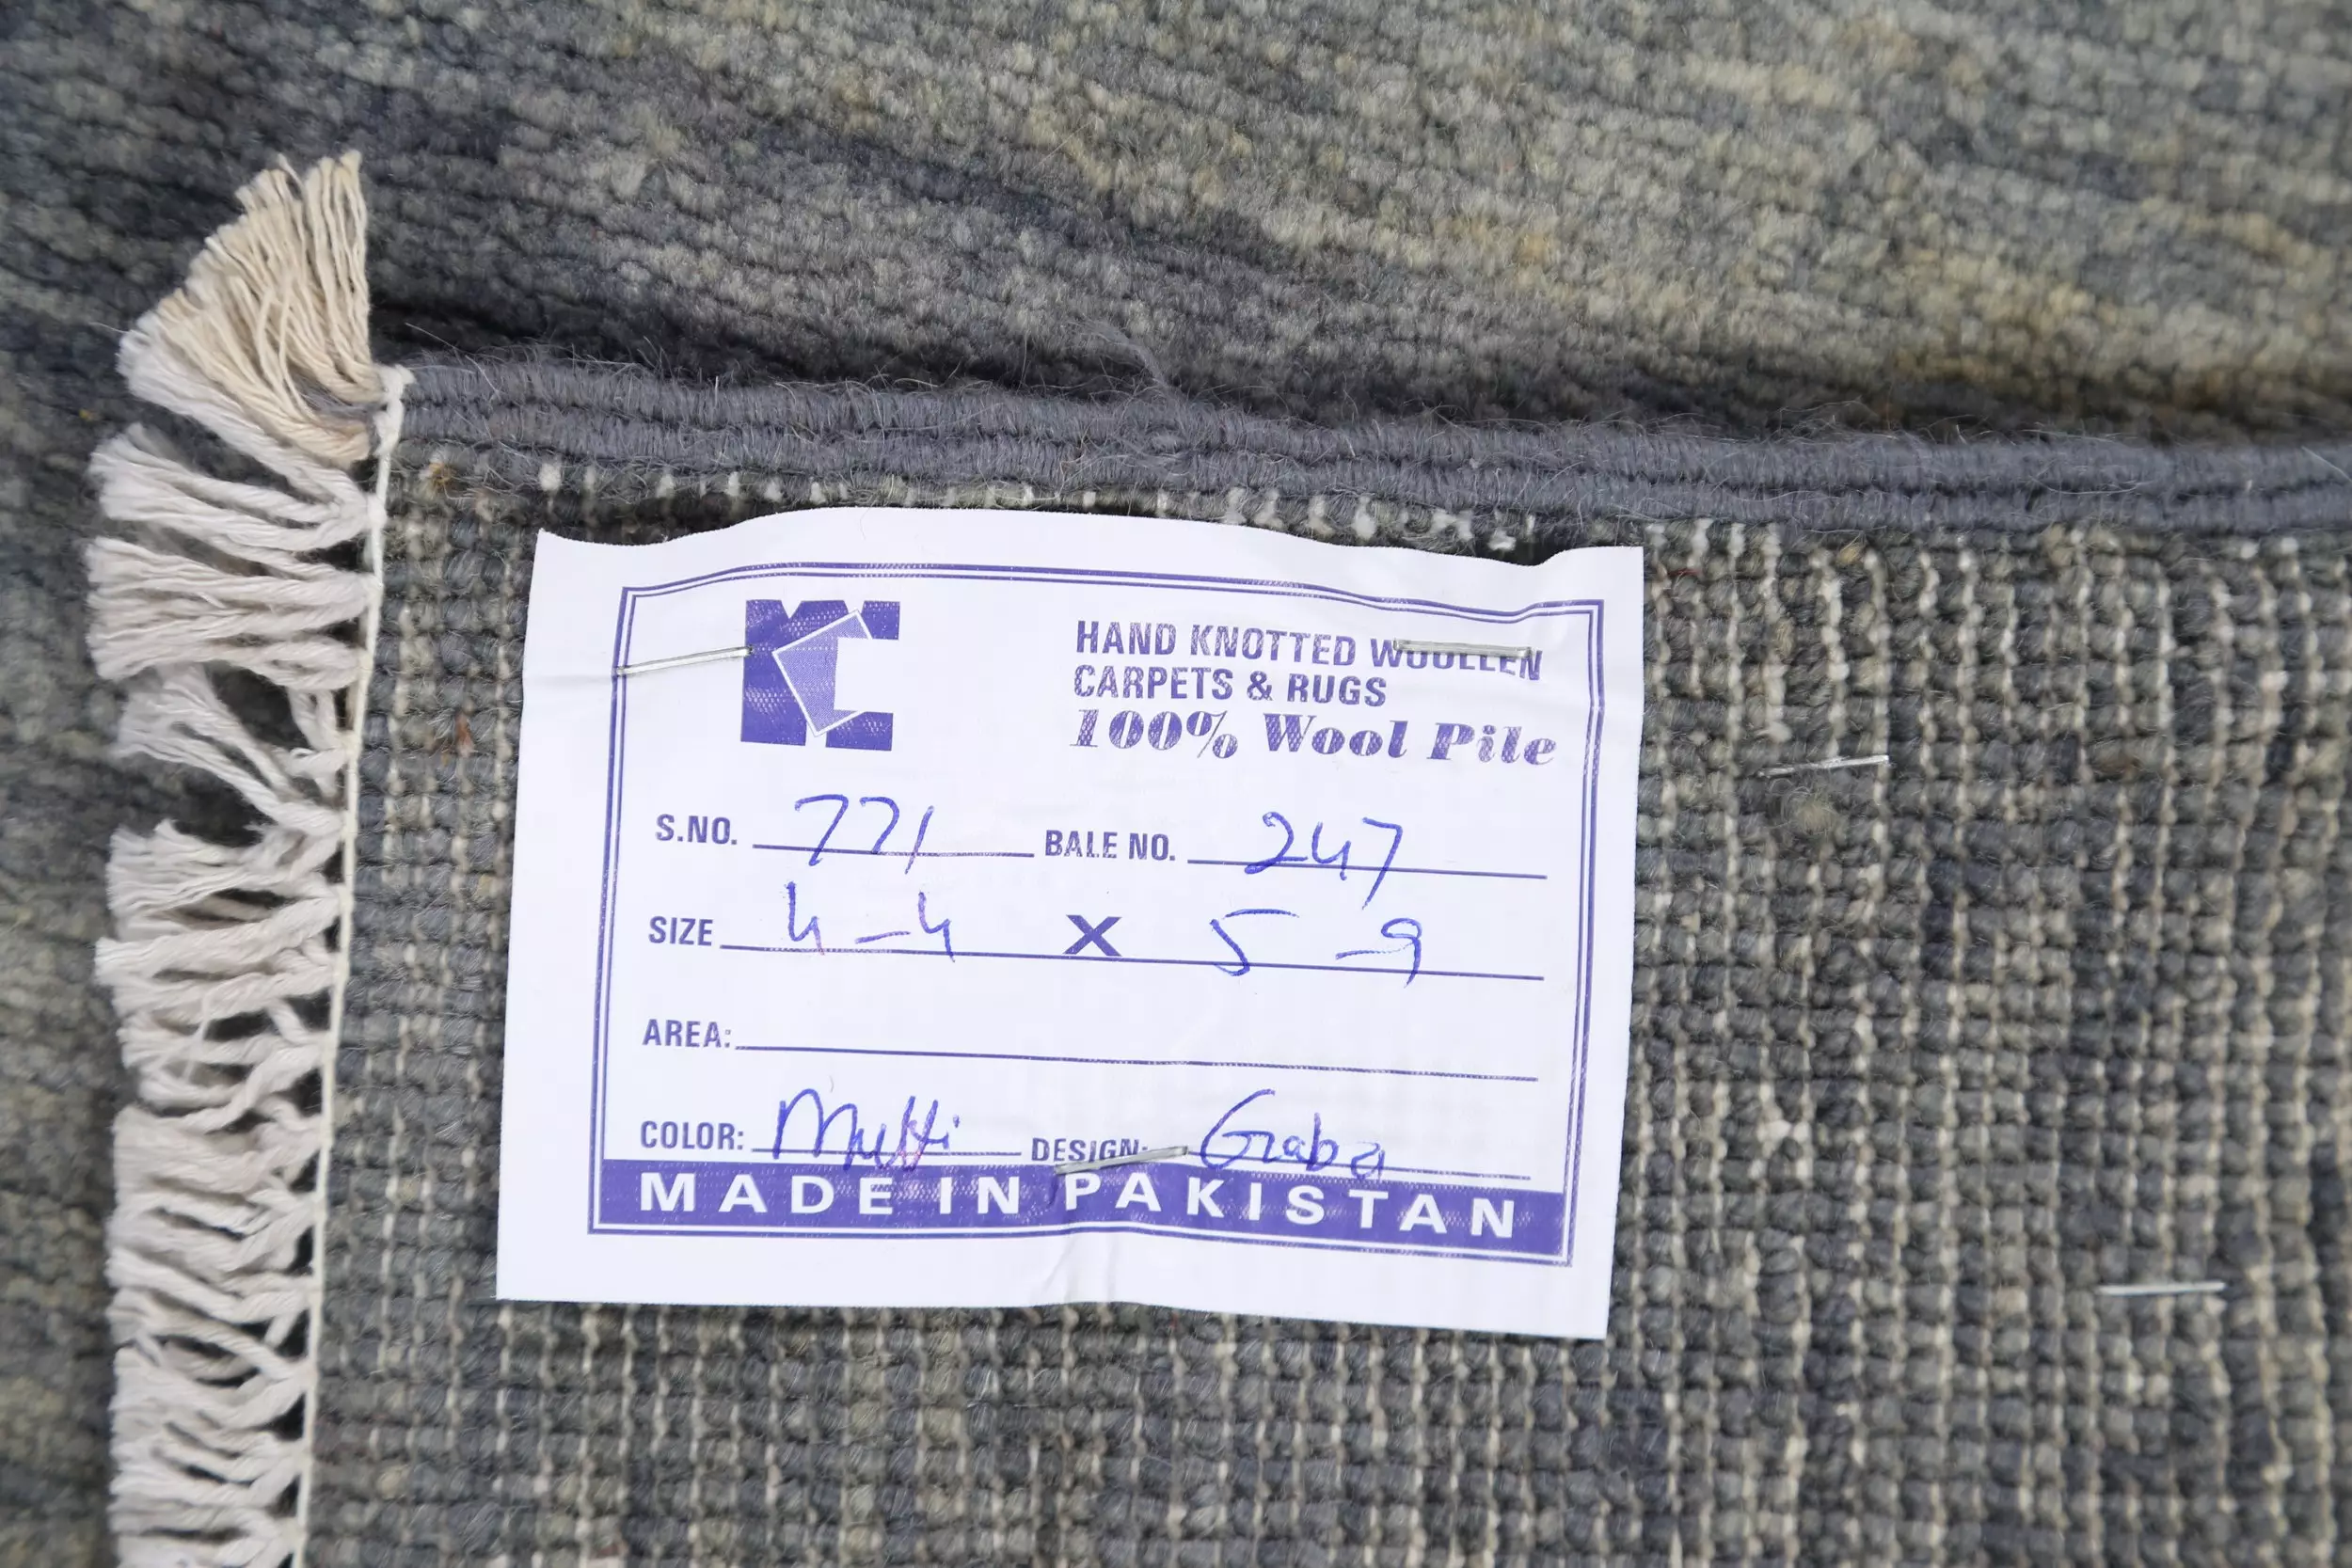 HAND KNOTTED WOOLLEN
CARPETS & RUGS
100% Wool Pile
S.NO. 771 BALE NO. 247
SIZE 4-4 X 5-9
AREA:
COLOR: Multi DESIGN: Graba
MADE IN PAKISTAN